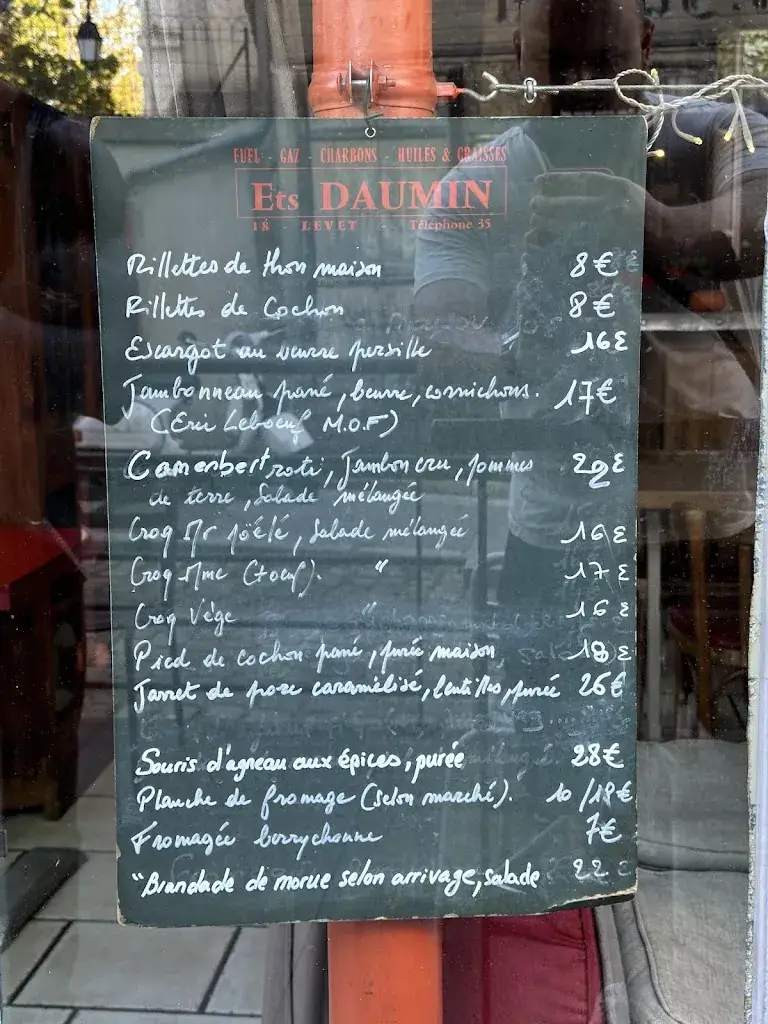 FUEL - GAZ - CHARBONS - HUILES & GRAISSES
Ets DAUMIN
18 - LEVET - Téléphone 35
Rillettes de thon maison 8€
Rillettes de Cochon 8€
Escargot au beurre persille 16€
Jambonneau pané, beurre, cornichons. 17€
(Eric Leboeuf M.O.F)
Camembert roti, Jambon cru, pommes €
de terre, Salade mélangée
Croq Mr poêlé, Salade mélangée 16€
Croq Mme (+oeuf). " 17€
Croq Végé " 16€
Pied de cochon pané, purée maison, 18€
Jarret de porc caramélisé, lentilles, purée 26€
Souris d'agneau aux épices, purée 28€
Planche de fromage (selon marché). 10/18€
Fromagée berrychonne 7€
"Brandade de morue selon arrivage, salade 22€